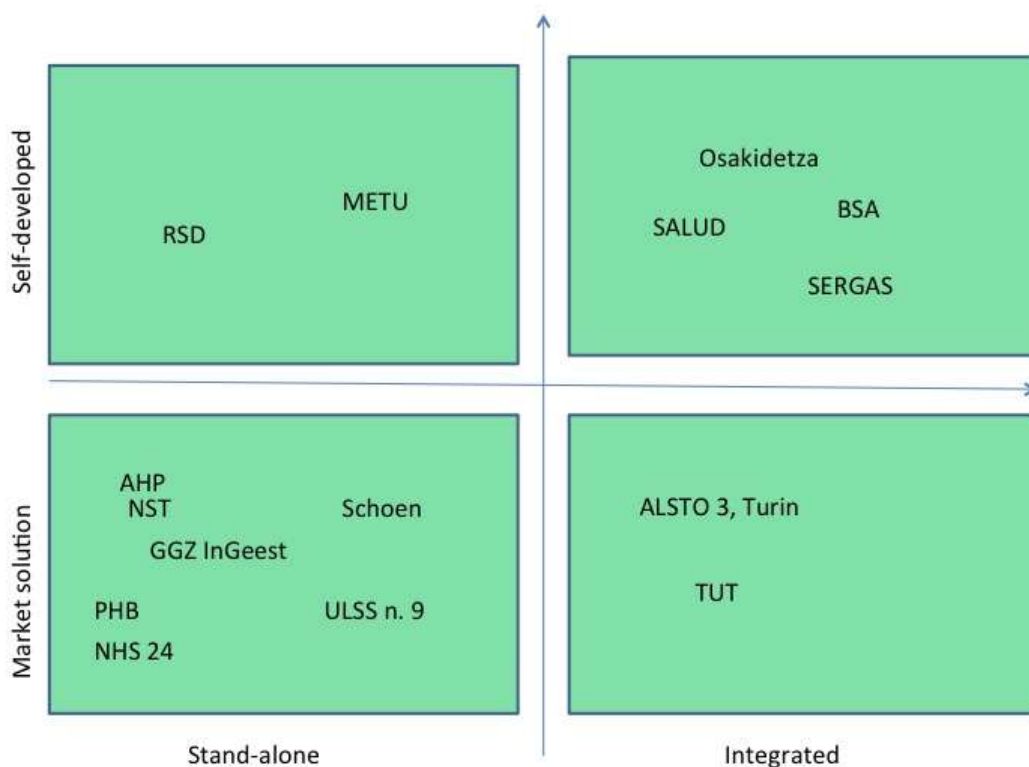 Self-developed
Osakidetza
METU
BSA
RSD
SALUD
SERGAS
Market solution
AHP
NST
Schoen
ALSTO 3, Turin
GGZ InGeest
TUT
PHB
ULSS n. 9
NHS 24
Stand-alone
Integrated